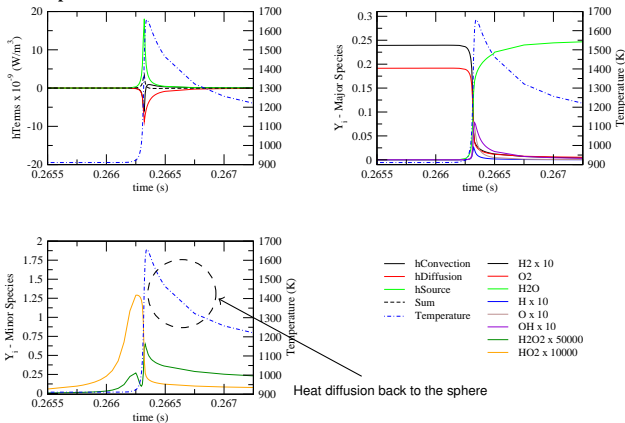 20
10
0
-10
-20
hTerms x 10^-9 (W/m^3)
1700
1600
1500
1400
1300
1200
1100
1000
900
Temperature (K)
0.2655
0.266
0.2665
0.267
time (s)
0.3
0.25
0.2
0.15
0.1
0.05
0
Y_i - Major Species
1700
1600
1500
1400
1300
1200
1100
1000
900
Temperature (K)
0.2655
0.266
0.2665
0.267
time (s)
2
1.75
1.5
1.25
1
0.75
0.5
0.25
0
Y_i - Minor Species
1700
1600
1500
1400
1300
1200
1100
1000
900
Temperature (K)
0.2655
0.266
0.2665
0.267
time (s)
hConvection
hDiffusion
hSource
Sum
Temperature
H2 x 10
O2
H2O
H x 10
O x 10
OH x 10
H2O2 x 50000
HO2 x 10000
Heat diffusion back to the sphere